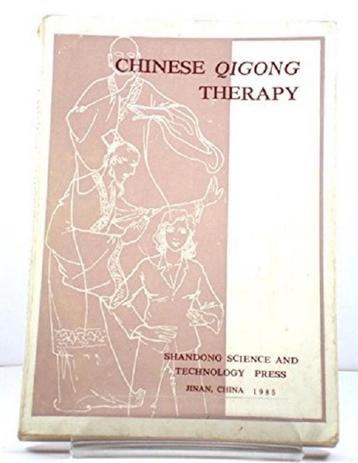 CHINESE QIGONG
THERAPY
SHANDONG SCIENCE AND
TECHNOLOGY PRESS
JINAN, CHINA 1985